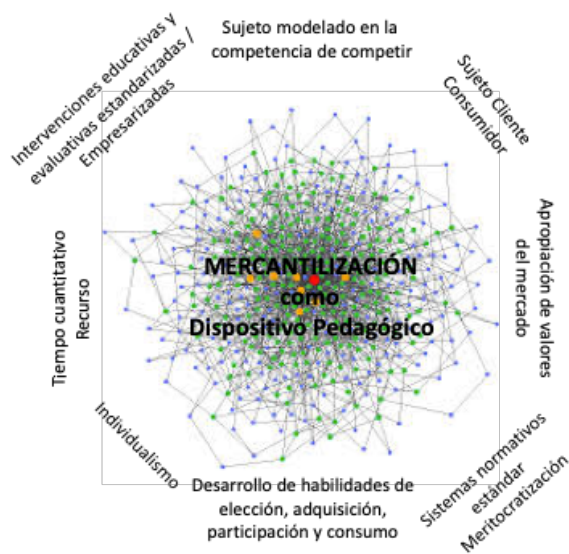 Sujeto modelado en la
competencia de competir
Intervenciones educativas y
evaluativas estandarizadas /
Empresarizadas
Sujeto Cliente
Consumidor
MERCANTILIZACIÓN
como
Dispositivo Pedagógico
Tiempo cuantitativo
Recurso
Apropiación de valores
del mercado
Individualismo
Desarrollo de habilidades de
elección, adquisición,
participación y consumo
Sistemas normativos
estándar
Meritocratización